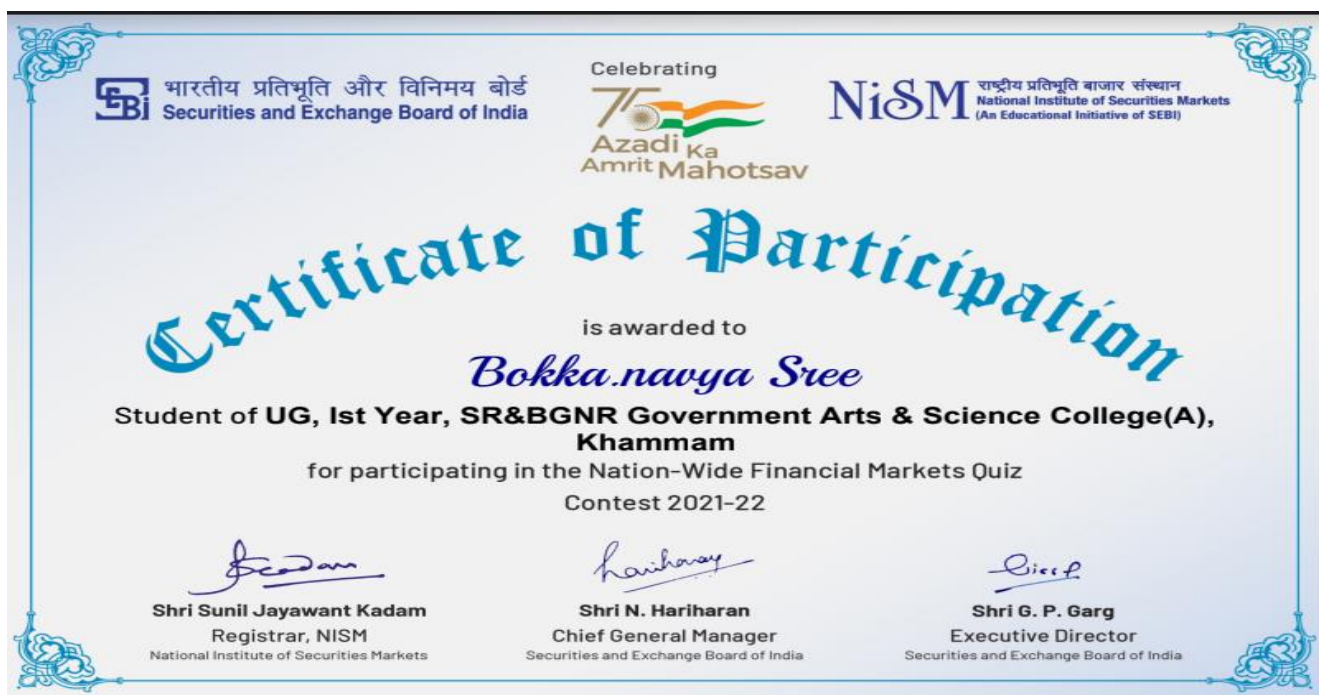 SEBI
भारतीय प्रतिभूति और विनिमय बोर्ड
Securities and Exchange Board of India
Celebrating
75
Azadi Ka
Amrit Mahotsav
NiSM
राष्ट्रीय प्रतिभूति बाजार संस्थान
National Institute of Securities Markets
(An Educational Initiative of SEBI)
Certificate of Participation
is awarded to
Bokka.navya Sree
Student of UG, Ist Year, SR&BGNR Government Arts & Science College(A),
Khammam
for participating in the Nation-Wide Financial Markets Quiz
Contest 2021-22
Shri Sunil Jayawant Kadam
Registrar, NISM
National Institute of Securities Markets
Shri N. Hariharan
Chief General Manager
Securities and Exchange Board of India
Shri G. P. Garg
Executive Director
Securities and Exchange Board of India